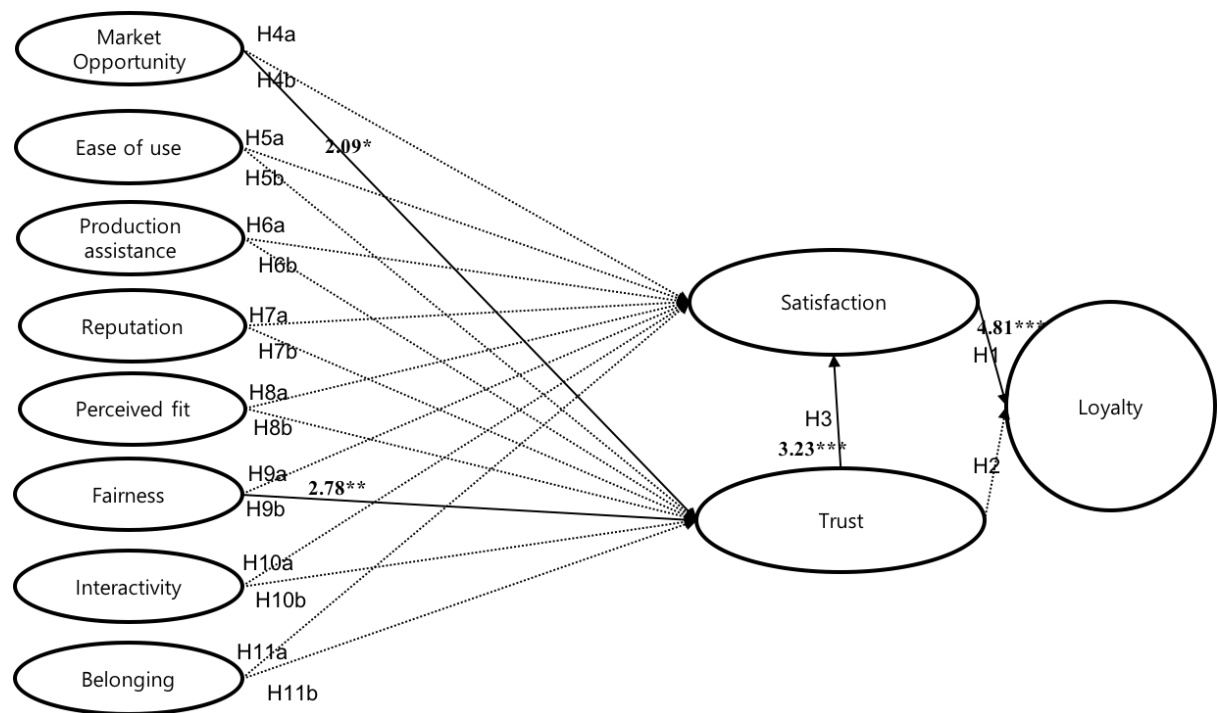 Market
Opportunity
H4a
H4b
Ease of use
H5a
2.09*
H5b
Production
assistance
H6a
H6b
Reputation
H7a
H7b
Perceived fit
H8a
H8b
Fairness
H9a
2.78**
H9b
Interactivity
H10a
H10b
Belonging
H11a
H11b
Satisfaction
4.81***
H1
H3
3.23***
H2
Trust
Loyalty